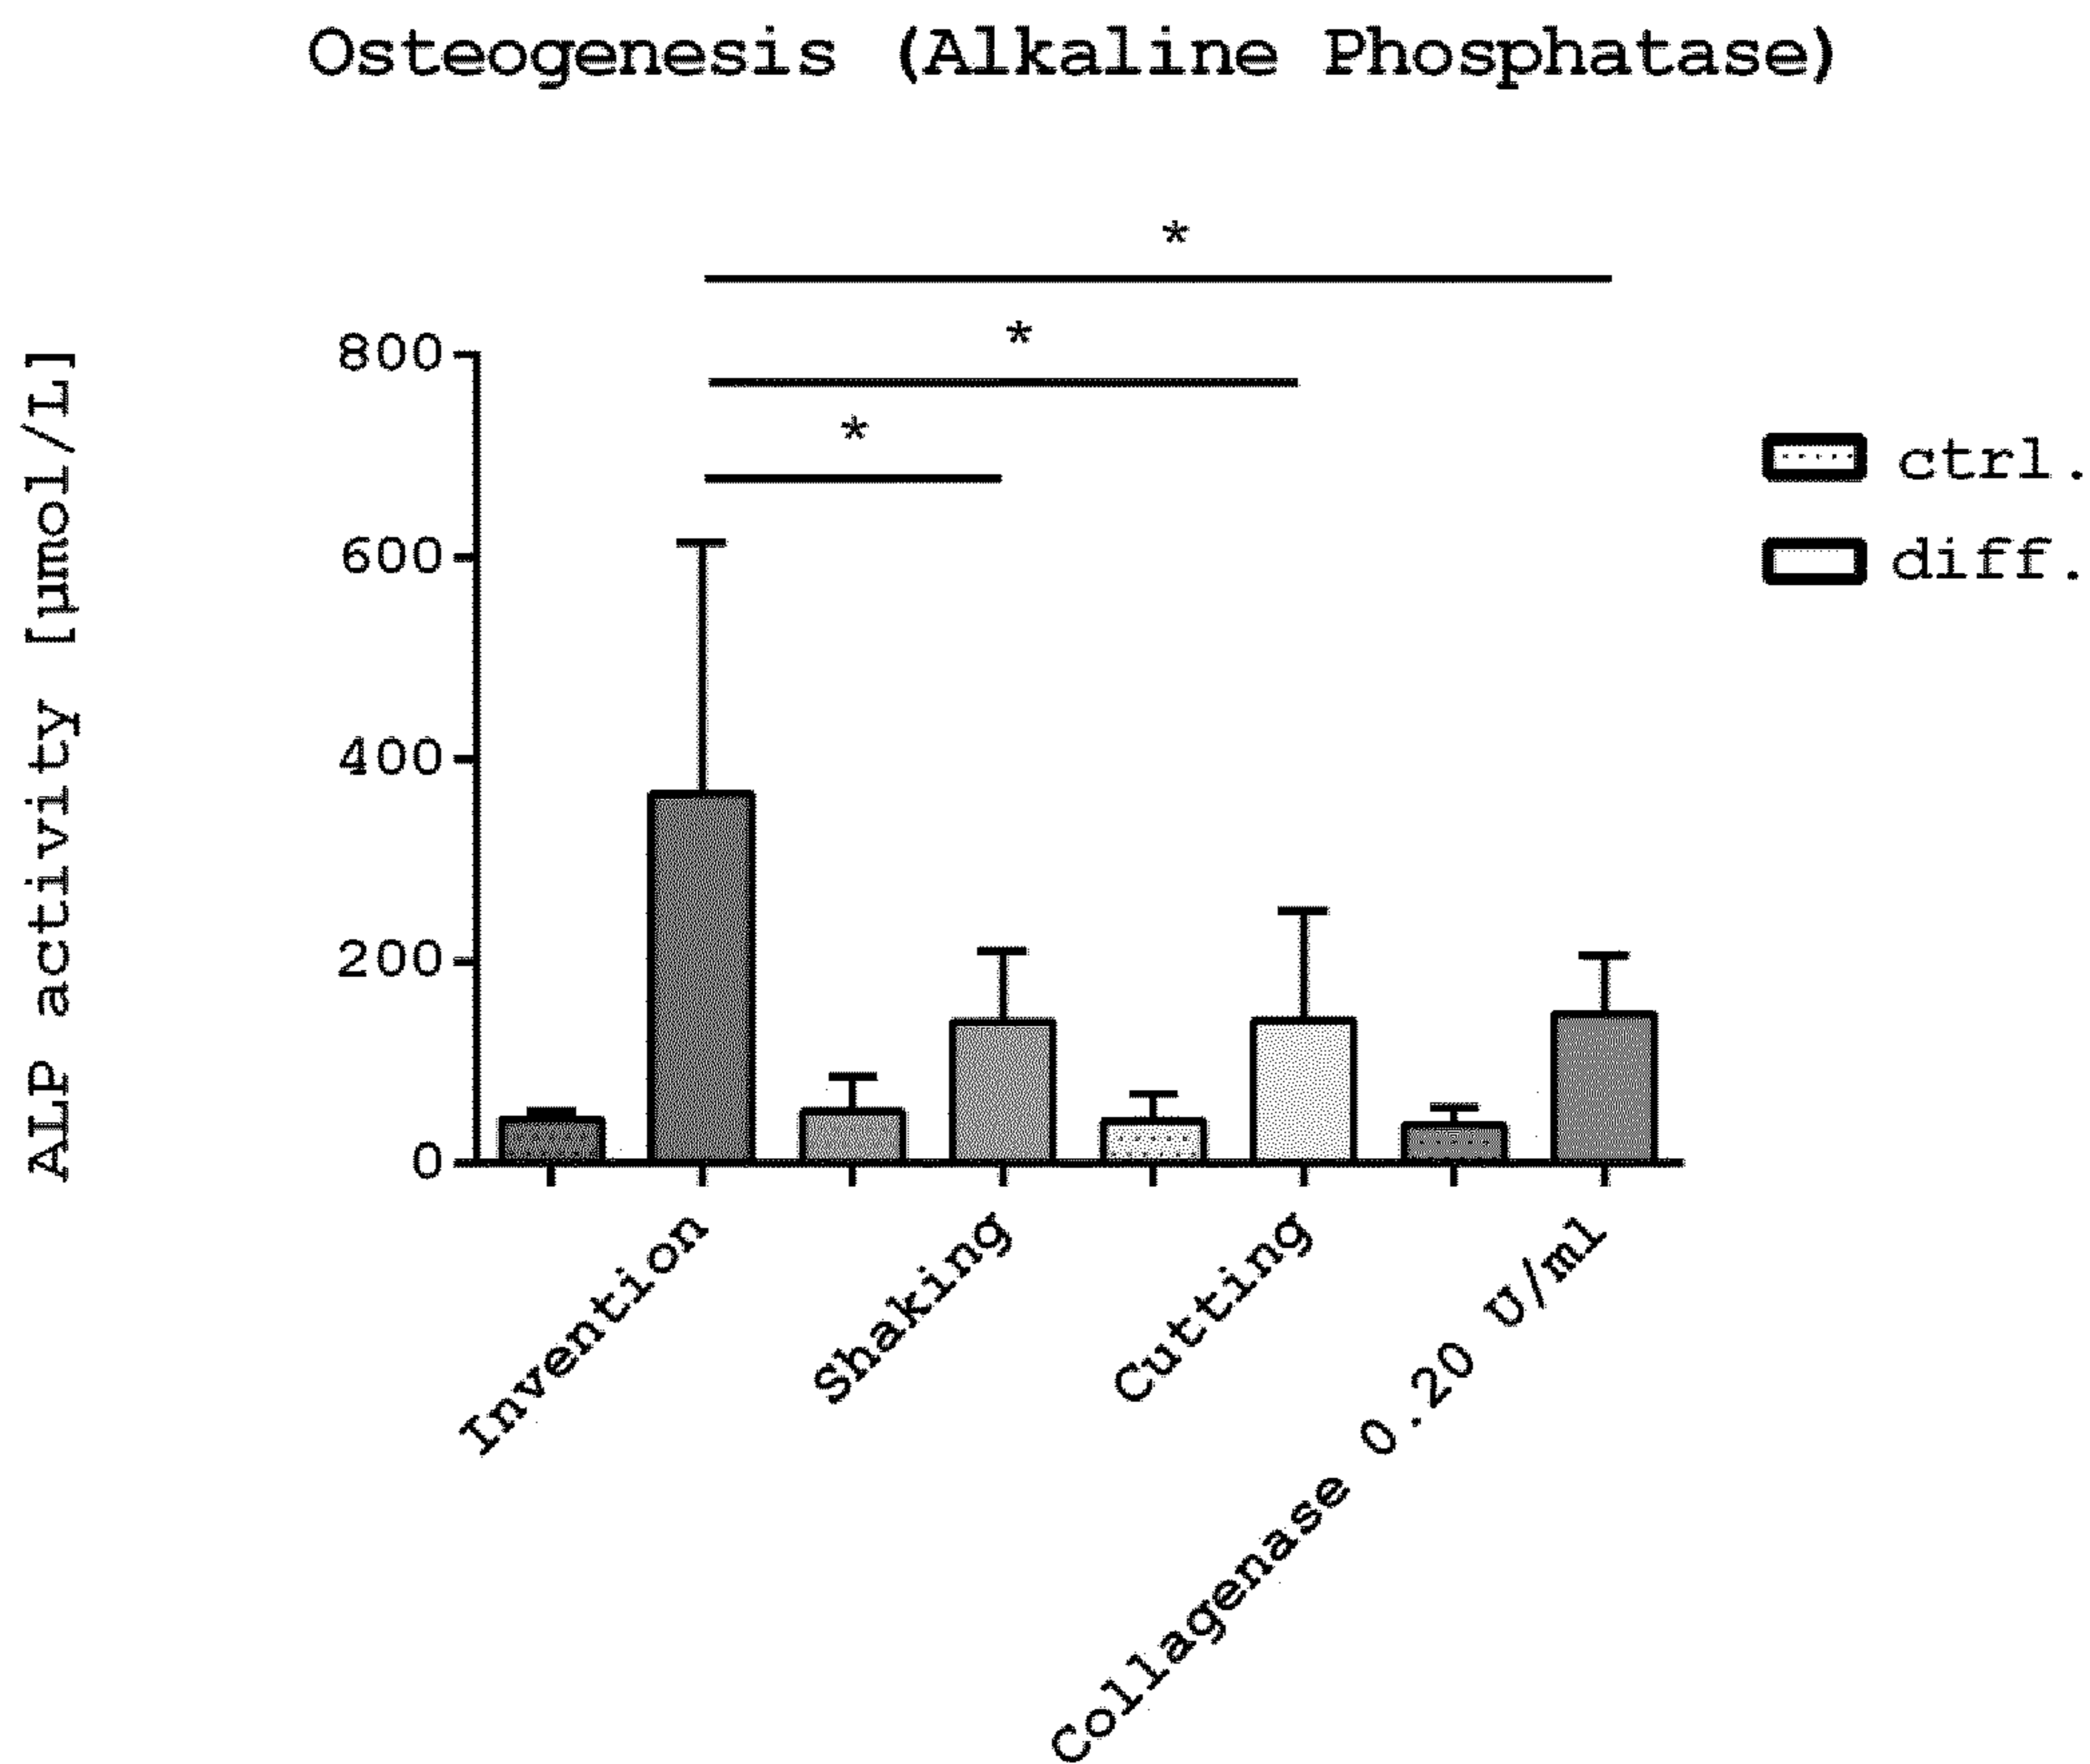 Osteogenesis (Alkaline Phosphatase)
*
*
*
ALP activity [µmol/L]
800
600
400
200
0
ctrl.
diff.
Invention
Shaking
Cutting
Collagenase 0.20 U/ml